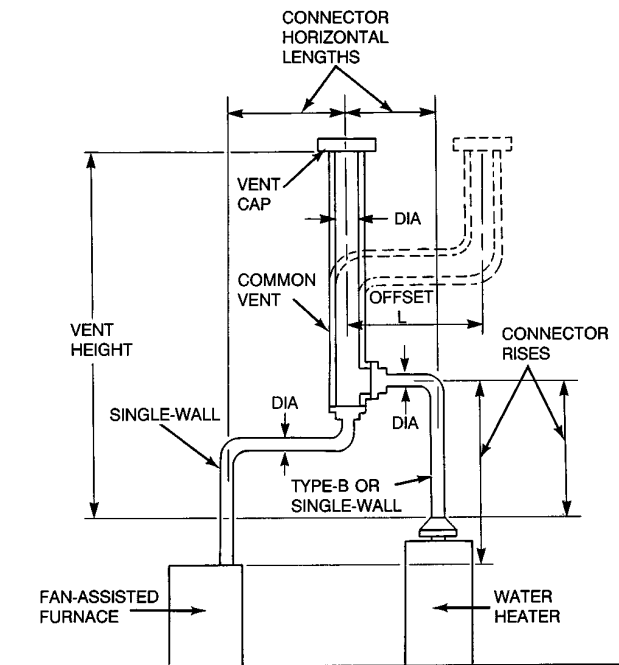 CONNECTOR
HORIZONTAL
LENGTHS
VENT
CAP
DIA
COMMON
VENT
OFFSET
L
VENT
HEIGHT
CONNECTOR
RISES
SINGLE-WALL
DIA
DIA
TYPE-B OR
SINGLE-WALL
FAN-ASSISTED
FURNACE
WATER
HEATER